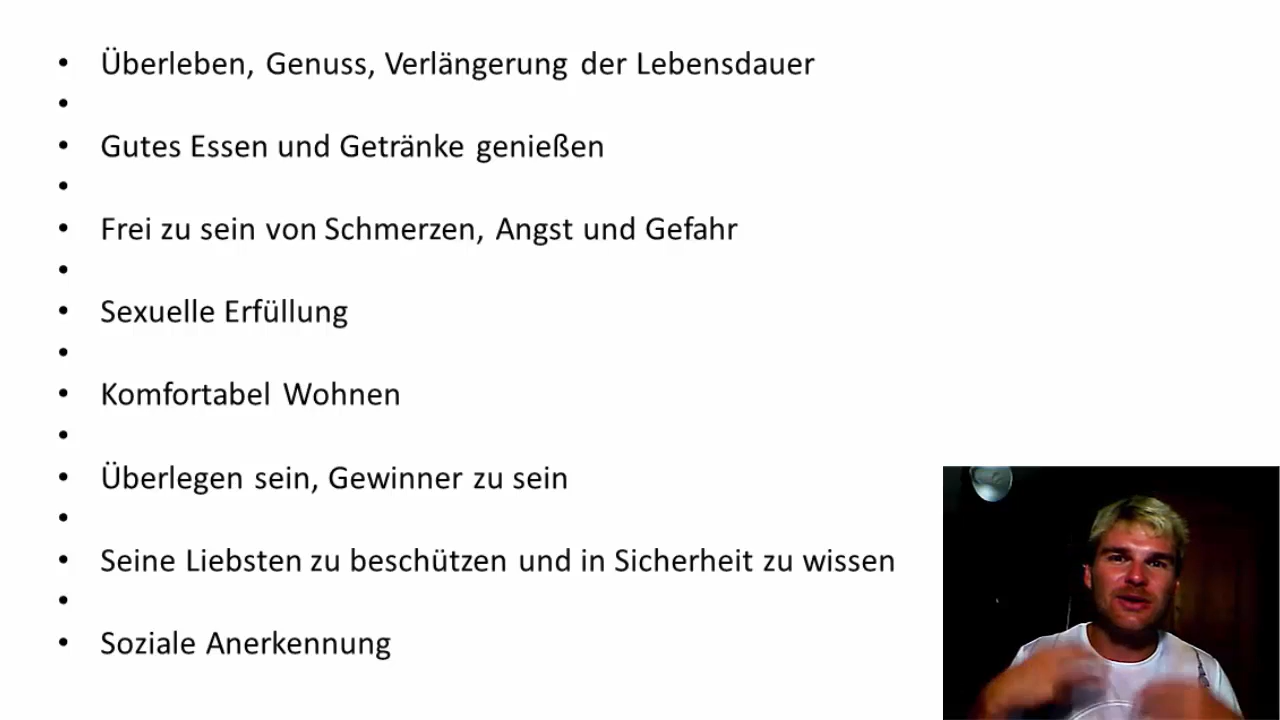 • Überleben, Genuss, Verlängerung der Lebensdauer
•
• Gutes Essen und Getränke genießen
•
• Frei zu sein von Schmerzen, Angst und Gefahr
•
• Sexuelle Erfüllung
•
• Komfortabel Wohnen
•
• Überlegen sein, Gewinner zu sein
•
• Seine Liebsten zu beschützen und in Sicherheit zu wissen
•
• Soziale Anerkennung